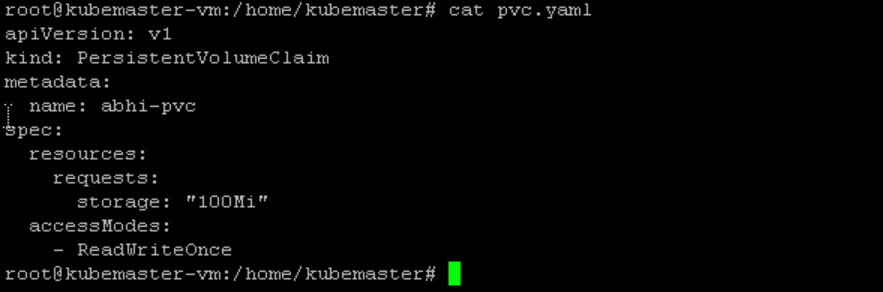 root@kubemaster-vm:/home/kubemaster# cat pvc.yaml
apiVersion: v1
kind: PersistentVolumeClaim
metadata:
  name: abhi-pvc
spec:
  resources:
    requests:
      storage: "100Mi"
  accessModes:
    - ReadWriteOnce
root@kubemaster-vm:/home/kubemaster#